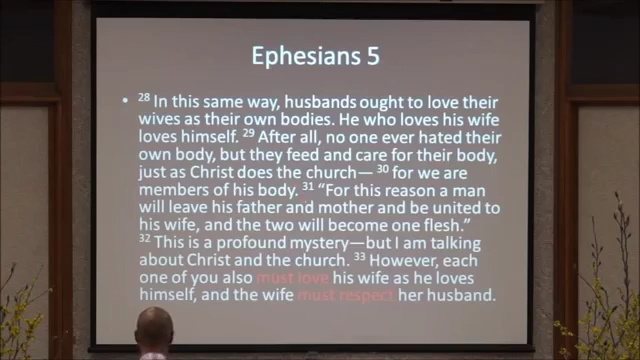 Ephesians 5
• 28 In this same way, husbands ought to love their
wives as their own bodies. He who loves his wife
loves himself. 29 After all, no one ever hated their
own body, but they feed and care for their body,
just as Christ does the church— 30 for we are
members of his body. 31 “For this reason a man
will leave his father and mother and be united to
his wife, and the two will become one flesh.”
32 This is a profound mystery—but I am talking
about Christ and the church. 33 However, each
one of you also must love his wife as he loves
himself, and the wife must respect her husband.